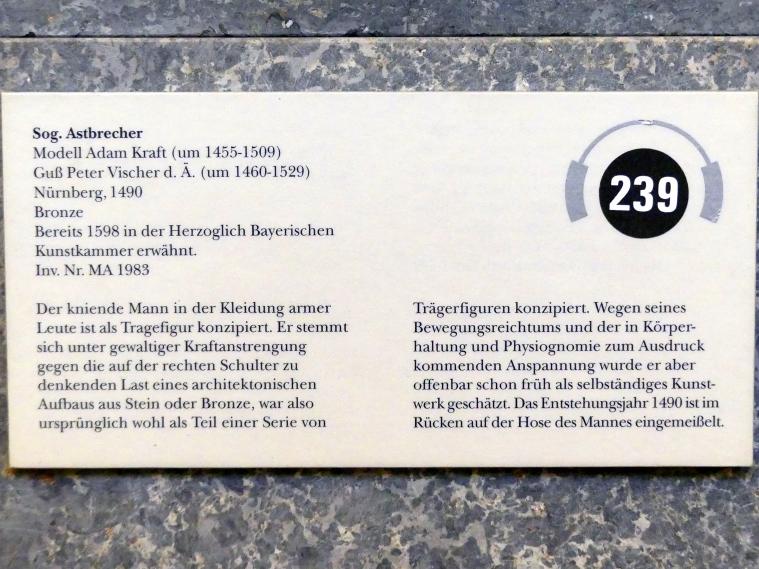 Sog. Astbrecher
Modell Adam Kraft (um 1455-1509)
Guß Peter Vischer d. Ä. (um 1460-1529)
Nürnberg, 1490
Bronze
Bereits 1598 in der Herzoglich Bayerischen
Kunstkammer erwähnt.
Inv. Nr. MA 1983
239
Der kniende Mann in der Kleidung armer
Leute ist als Tragefigur konzipiert. Er stemmt
sich unter gewaltiger Kraftanstrengung
gegen die auf der rechten Schulter zu
denkenden Last eines architektonischen
Aufbaus aus Stein oder Bronze, war also
ursprünglich wohl als Teil einer Serie von
Trägerfiguren konzipiert. Wegen seines
Bewegungsreichtums und der in Körper-
haltung und Physiognomie zum Ausdruck
kommenden Anspannung wurde er aber
offenbar schon früh als selbständiges Kunst-
werk geschätzt. Das Entstehungsjahr 1490 ist im
Rücken auf der Hose des Mannes eingemeißelt.